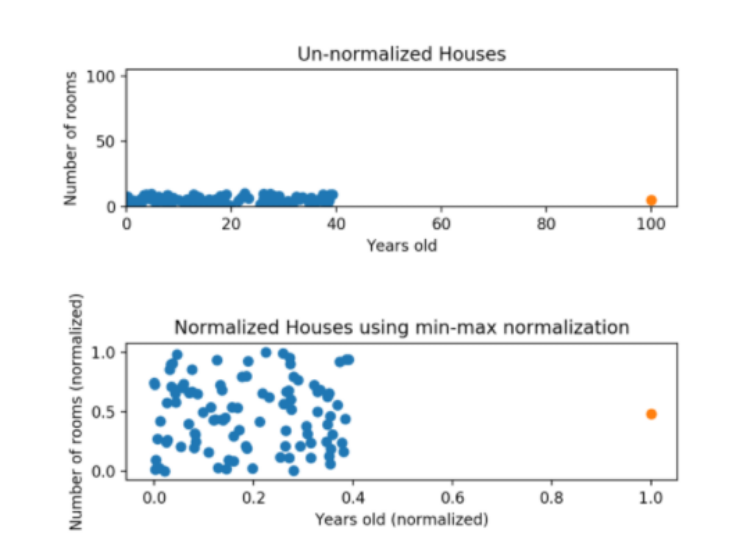 Un-normalized Houses
Number of rooms
100
50
0
0 20 40 60 80 100
Years old
Normalized Houses using min-max normalization
Number of rooms (normalized)
1.0
0.5
0.0
0.0 0.2 0.4 0.6 0.8 1.0
Years old (normalized)